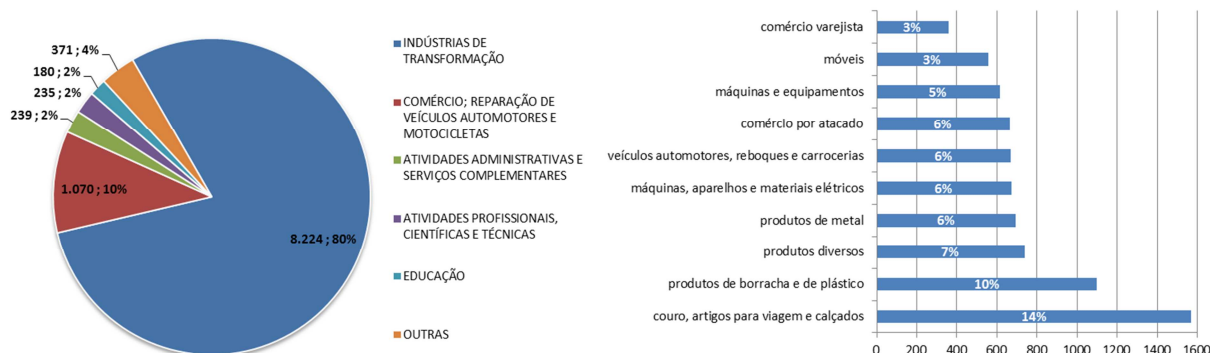 371 ; 4%
180 ; 2%
235 ; 2%
239 ; 2%
1.070 ; 10%
8.224 ; 80%
INDÚSTRIAS DE
TRANSFORMAÇÃO
COMÉRCIO; REPARAÇÃO DE
VEÍCULOS AUTOMOTORES E
MOTOCICLETAS
ATIVIDADES ADMINISTRATIVAS E
SERVIÇOS COMPLEMENTARES
ATIVIDADES PROFISSIONAIS,
CIENTÍFICAS E TÉCNICAS
EDUCAÇÃO
OUTRAS
comércio varejista 3%
móveis 3%
máquinas e equipamentos 5%
comércio por atacado 6%
veículos automotores, reboques e carrocerias 6%
máquinas, aparelhos e materiais elétricos 6%
produtos de metal 6%
produtos diversos 7%
produtos de borracha e de plástico 10%
couro, artigos para viagem e calçados 14%
0 200 400 600 800 1000 1200 1400 1600